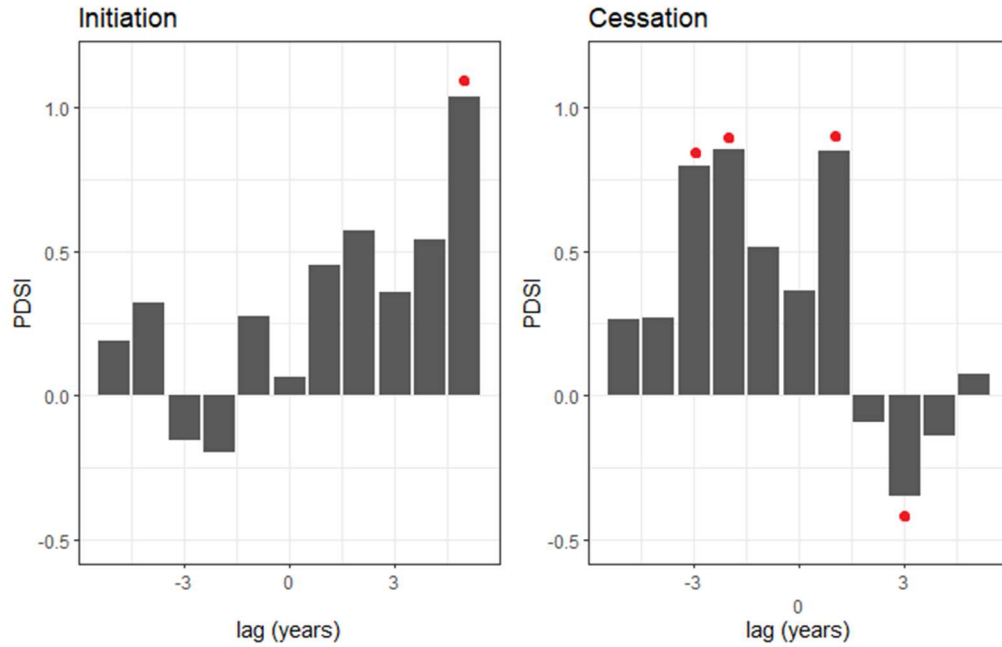 Initiation
Cessation
1.0
0.5
0.0
-0.5
PDSI
-3 0 3
lag (years)
1.0
0.5
0.0
-0.5
PDSI
-3 3
0
lag (years)